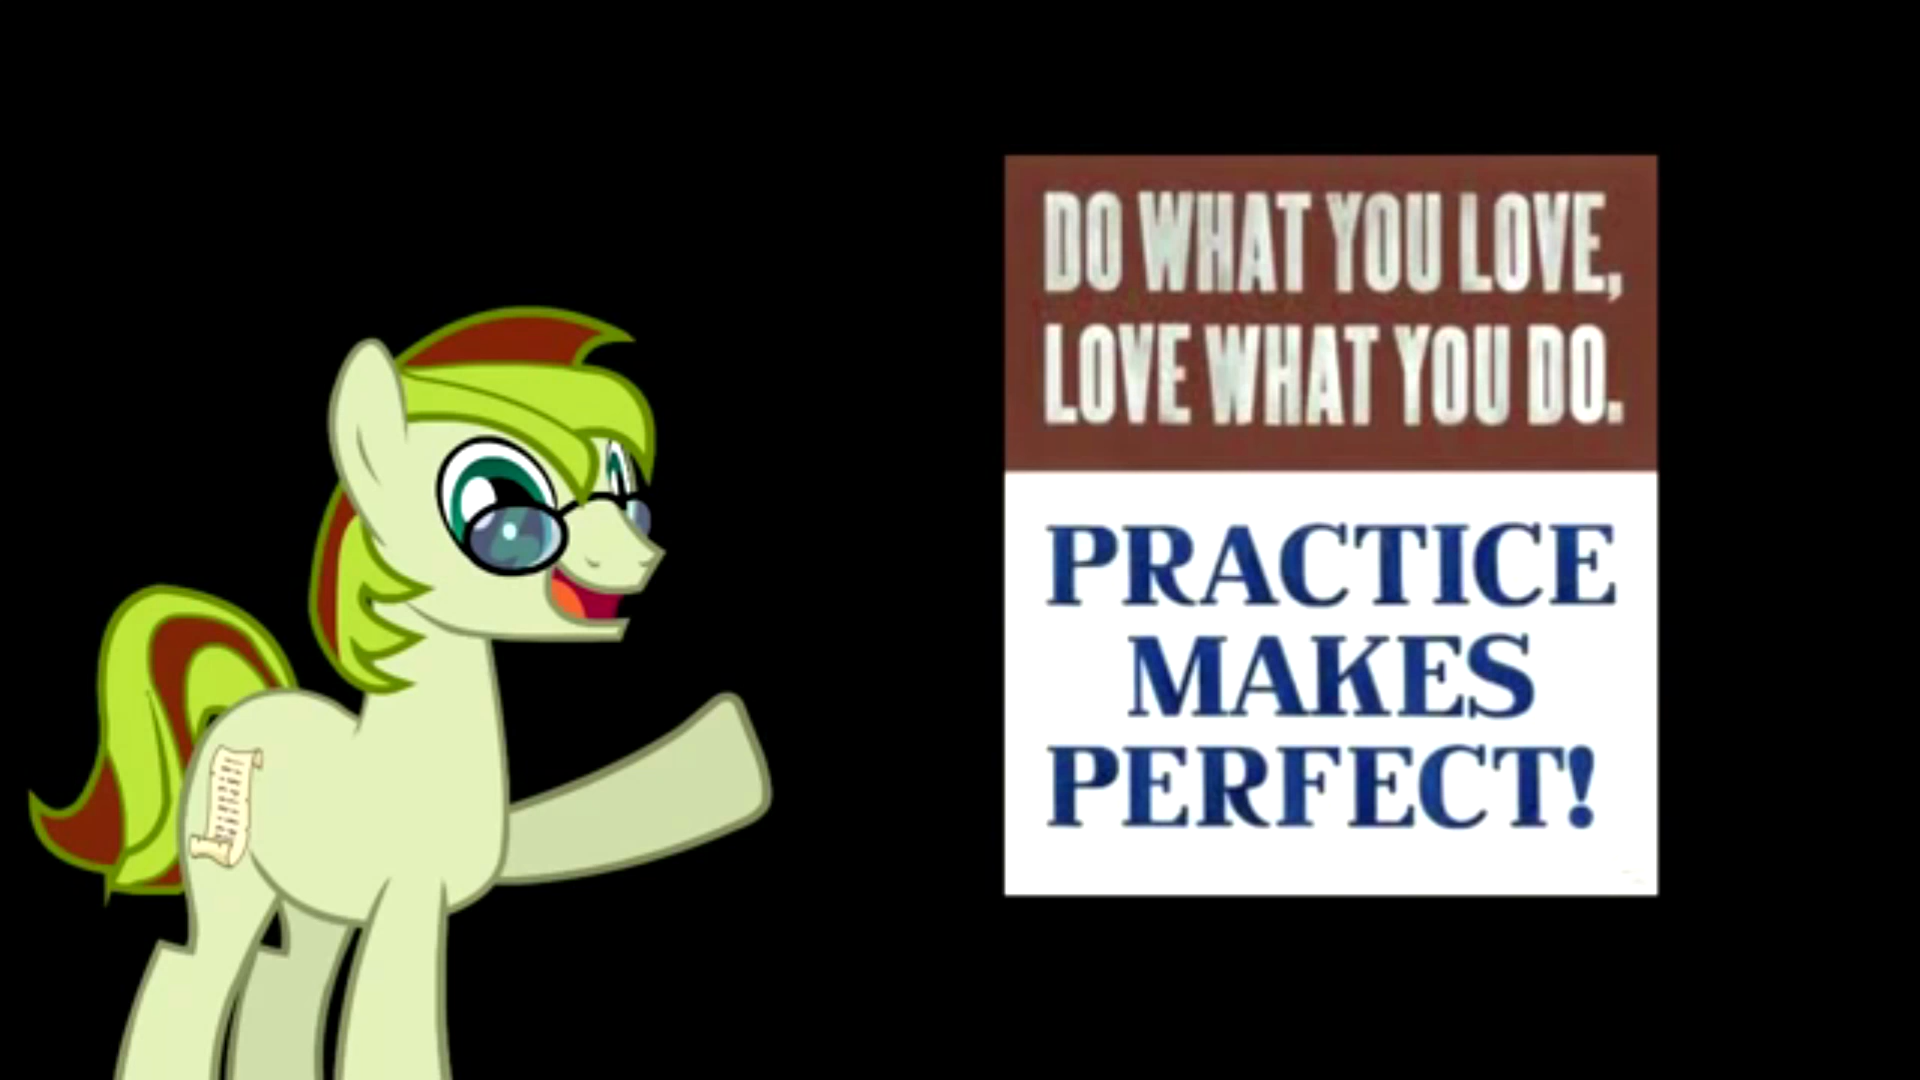 DO WHAT YOU LOVE,
LOVE WHAT YOU DO.
PRACTICE
MAKES
PERFECT!